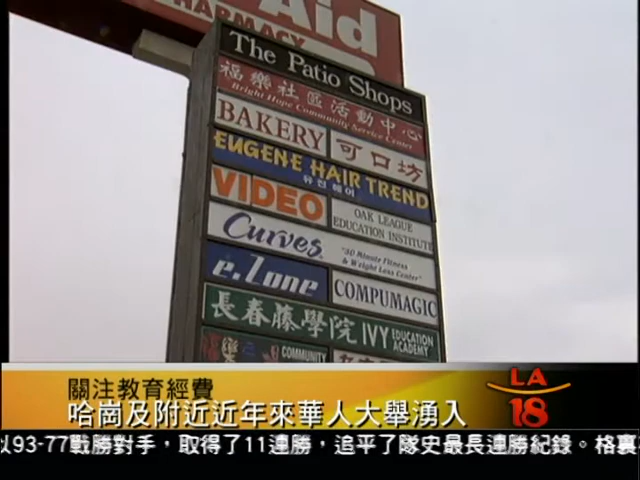 Aid
PHARMACY
The Patio Shops
福樂社區活動中心
Bright Hope Community Service Center
BAKERY
可口坊
EUGENE HAIR TREND
유진헤어
VIDEO
OAK LEAGUE
EDUCATION INSTITUTE
Curves
"30 Minute Fitness
& Weight Loss Center"
e.Zone
COMPUMAGIC
長春藤學院 IVY EDUCATION
ACADEMY
COMMUNITY
關注教育經費
哈崗及附近近年來華人大舉湧入
LA
18
以93-77戰勝對手，取得了11連勝，追平了隊史最長連勝紀錄。格裏